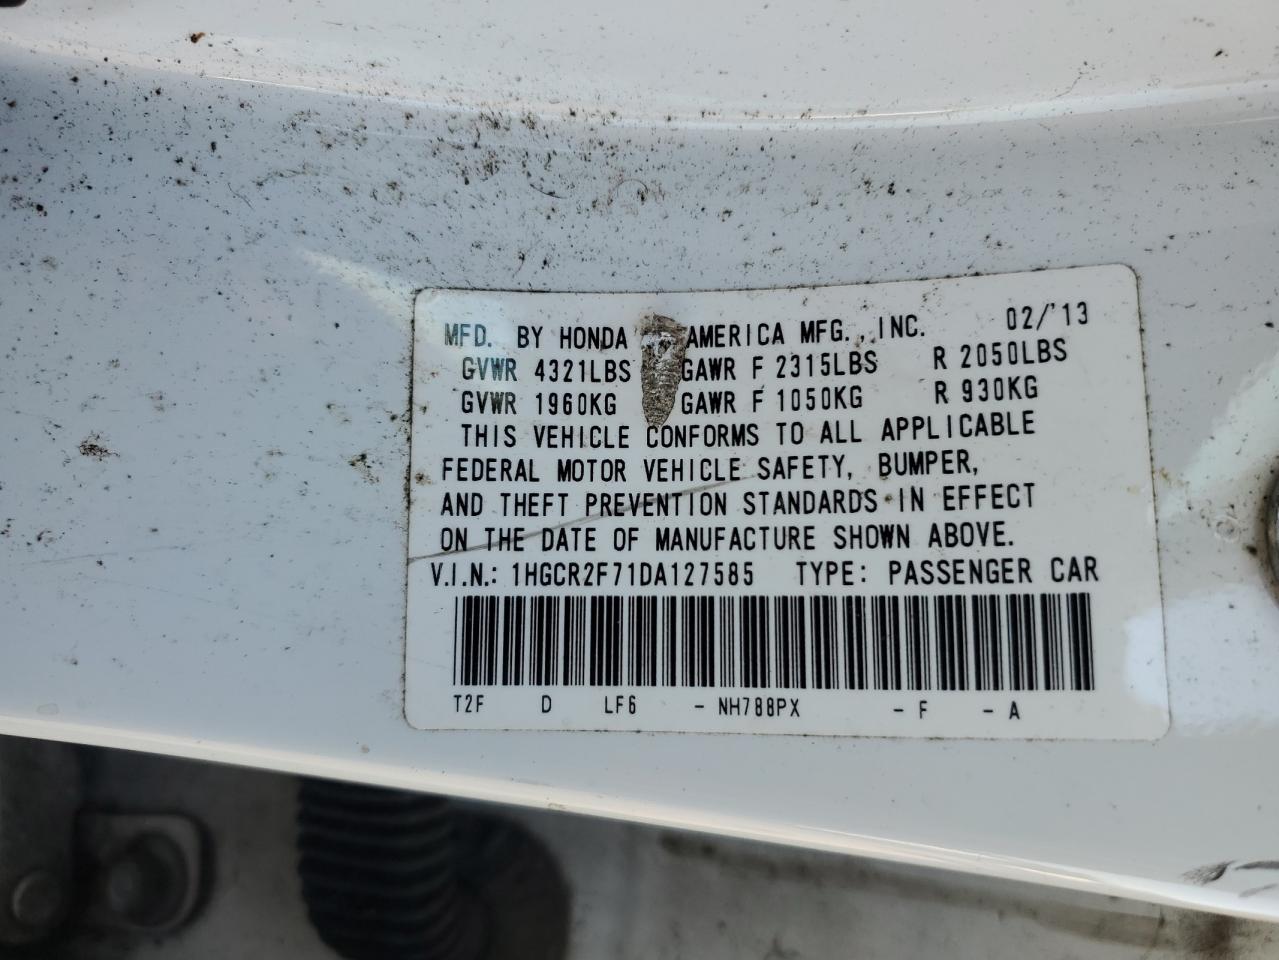 MFD. BY HONDA AMERICA MFG., INC. 02/'13
GVWR 4321LBS GAWR F 2315LBS R 2050LBS
GVWR 1960KG GAWR F 1050KG R 930KG
THIS VEHICLE CONFORMS TO ALL APPLICABLE
FEDERAL MOTOR VEHICLE SAFETY, BUMPER,
AND THEFT PREVENTION STANDARDS IN EFFECT
ON THE DATE OF MANUFACTURE SHOWN ABOVE.
V.I.N.: 1HGCR2F71DA127585 TYPE: PASSENGER CAR
T2F D LF6 - NH788PX - F - A